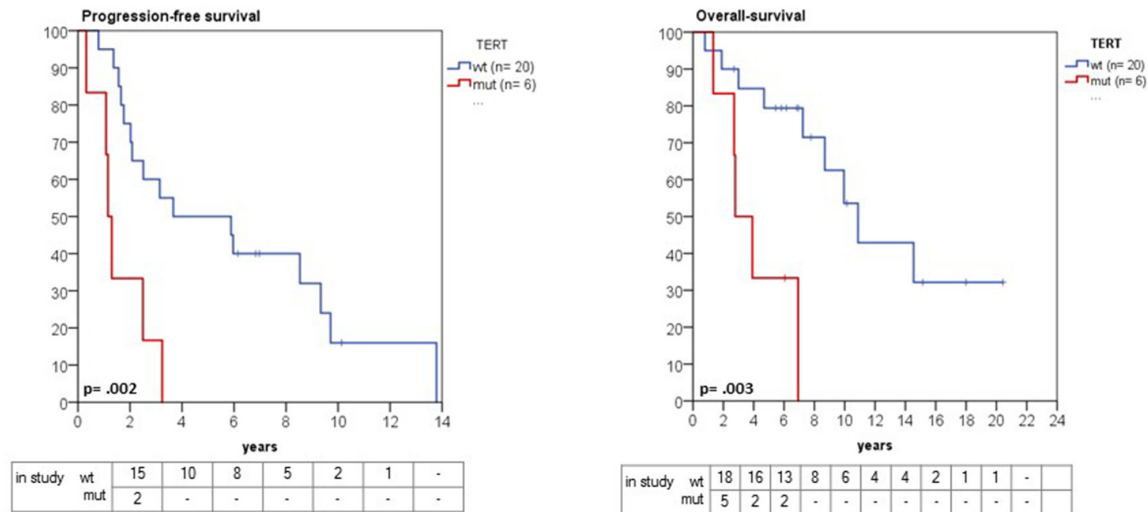 Progression-free survival
100
90
80
70
60
50
40
30
20
10
0
p= .002
0 2 4 6 8 10 12 14
years
TERT
wt (n= 20)
mut (n= 6)
...
in study wt 15 10 8 5 2 1 -
mut 2 - - - - - -
Overall-survival
100
90
80
70
60
50
40
30
20
10
0
p= .003
0 2 4 6 8 10 12 14 16 18 20 22 24
years
TERT
wt (n= 20)
mut (n= 6)
...
in study wt 18 16 13 8 6 4 4 2 1 1 -
mut 5 2 2 - - - - - - - -